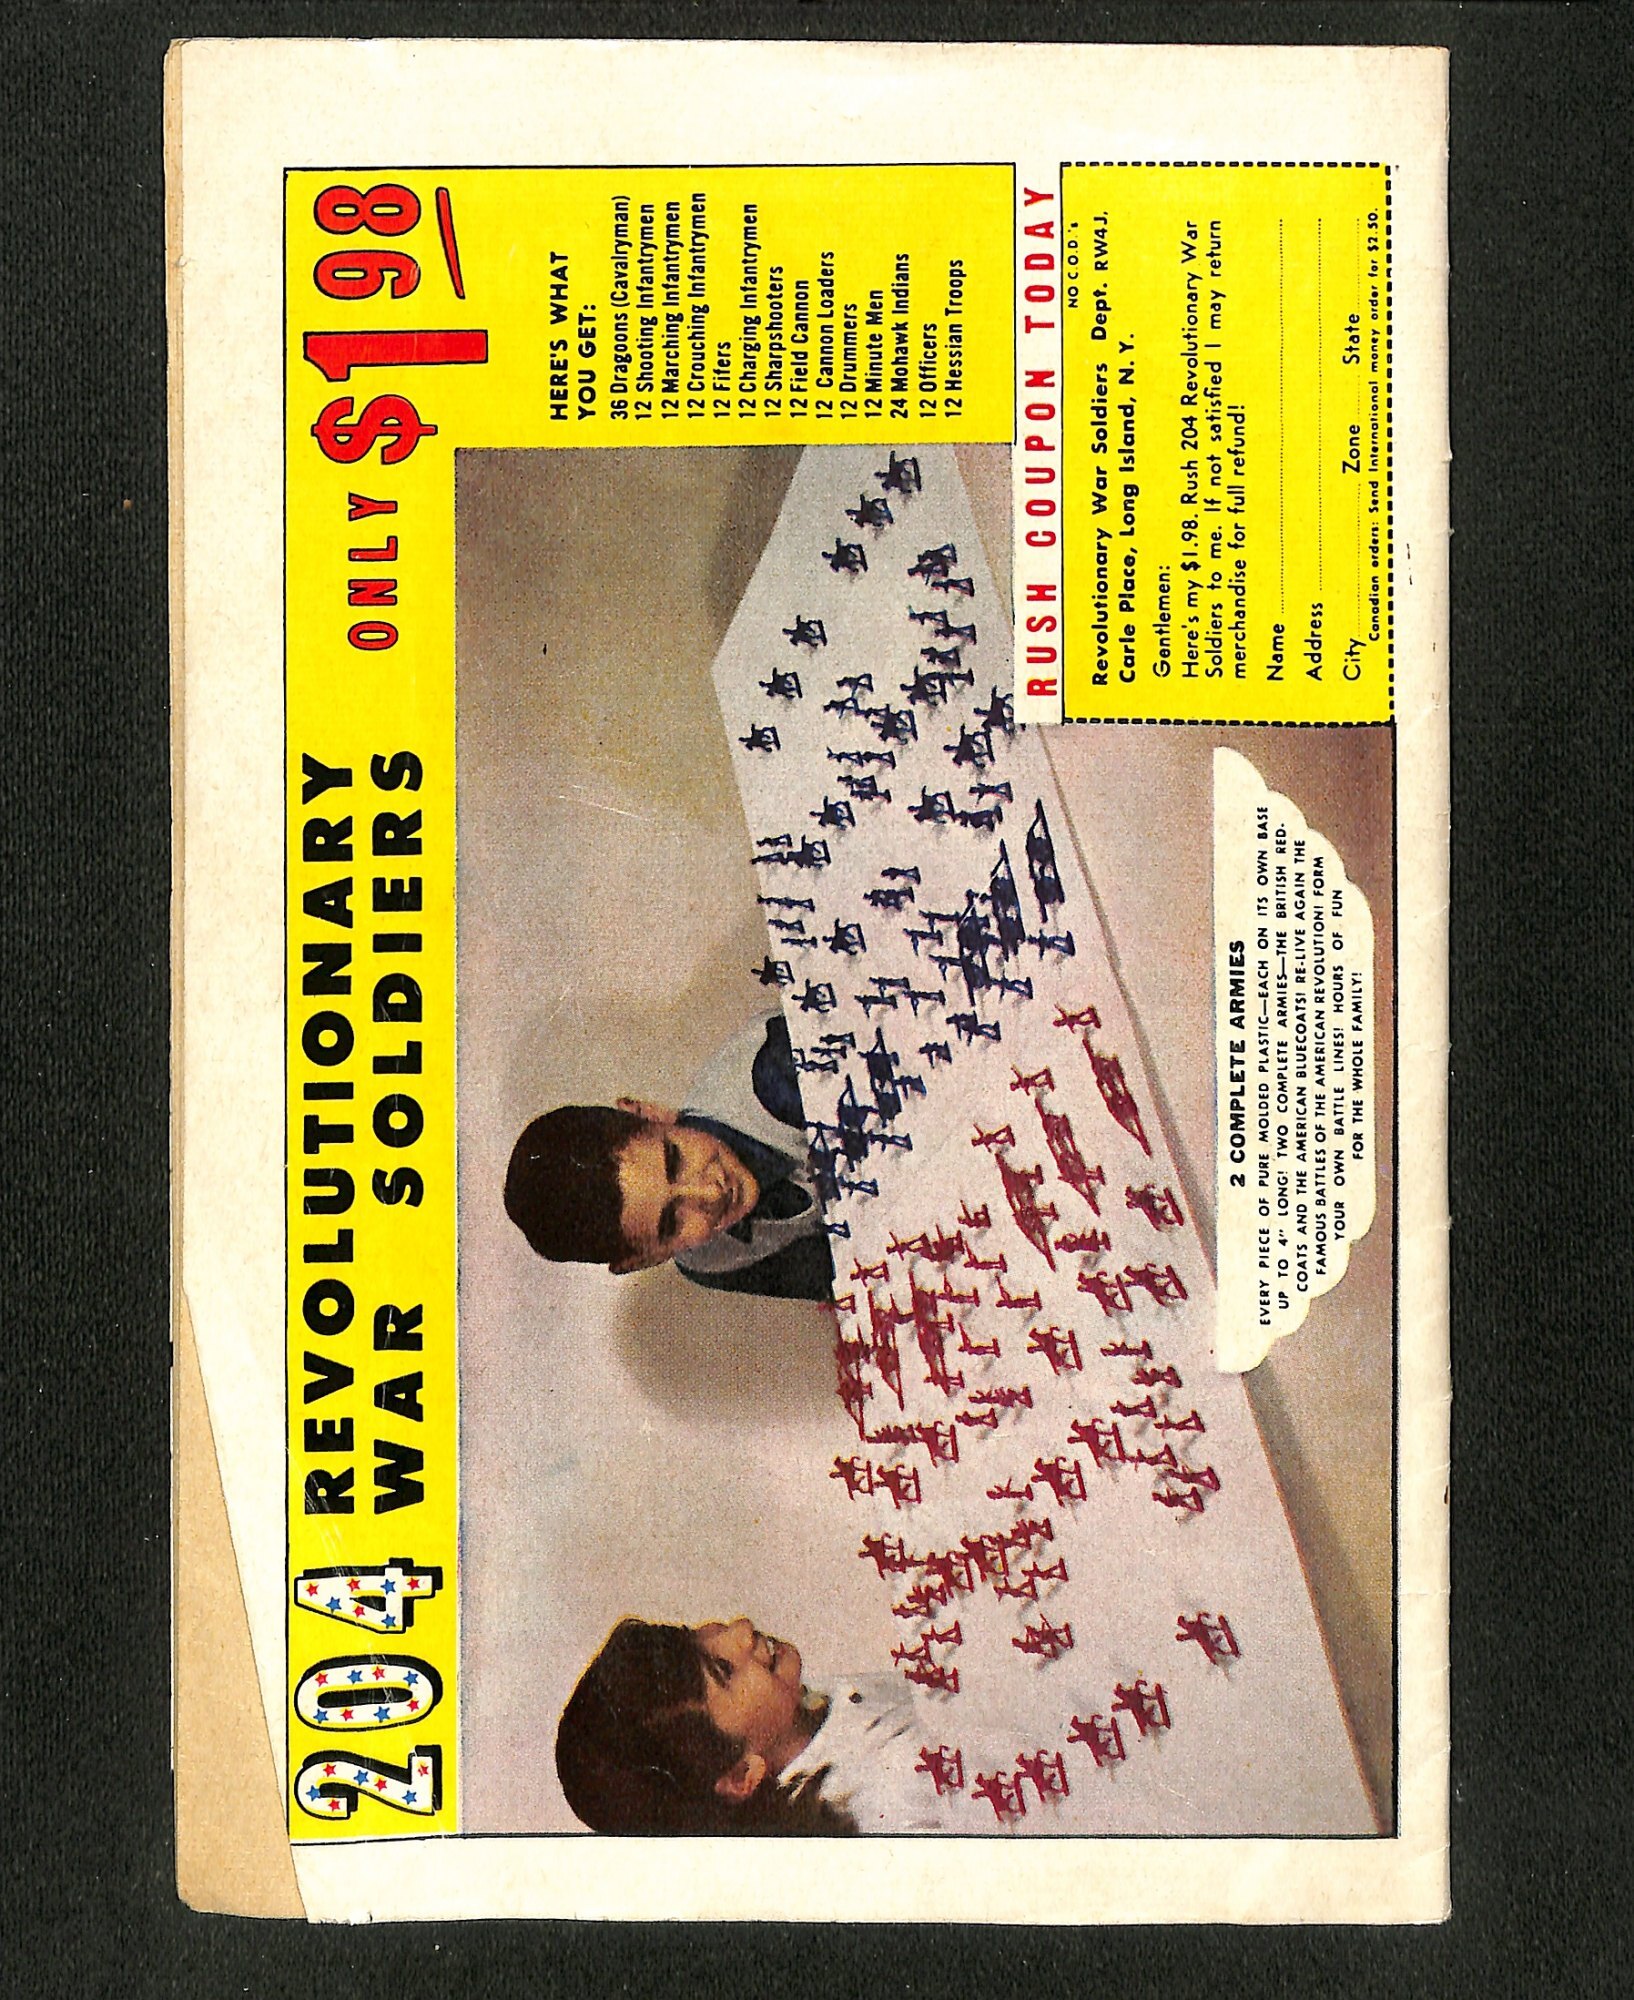 204 REVOLUTIONARY
WAR SOLDIERS ONLY $198
HERE'S WHAT
YOU GET:
36 Dragoons (Cavalryman)
12 Shooting Infantrymen
12 Marching Infantrymen
12 Crouching Infantrymen
12 Fifers
12 Charging Infantrymen
12 Sharpshooters
12 Field Cannon
12 Cannon Loaders
12 Drummers
12 Minute Men
24 Mohawk Indians
12 Officers
12 Hessian Troops
RUSH COUPON TODAY
NO C.O.D.'s
Revolutionary War Soldiers Dept. RW4J,
Carle Place, Long Island, N. Y.
Gentlemen:
Here's my $1.98. Rush 204 Revolutionary War
Soldiers to me. If not satisfied I may return
merchandise for full refund!
Name
Address
City Zone State
Canadian orders: Send International money order for $2.50.
2 COMPLETE ARMIES
EVERY PIECE OF PURE MOLDED PLASTIC—EACH ON ITS OWN BASE
UP TO 4" LONG! TWO COMPLETE ARMIES—THE BRITISH RED-
COATS AND THE AMERICAN BLUECOATS! RE-LIVE AGAIN THE
FAMOUS BATTLES OF THE AMERICAN REVOLUTION! FORM
YOUR OWN BATTLE LINES! HOURS OF FUN
FOR THE WHOLE FAMILY!